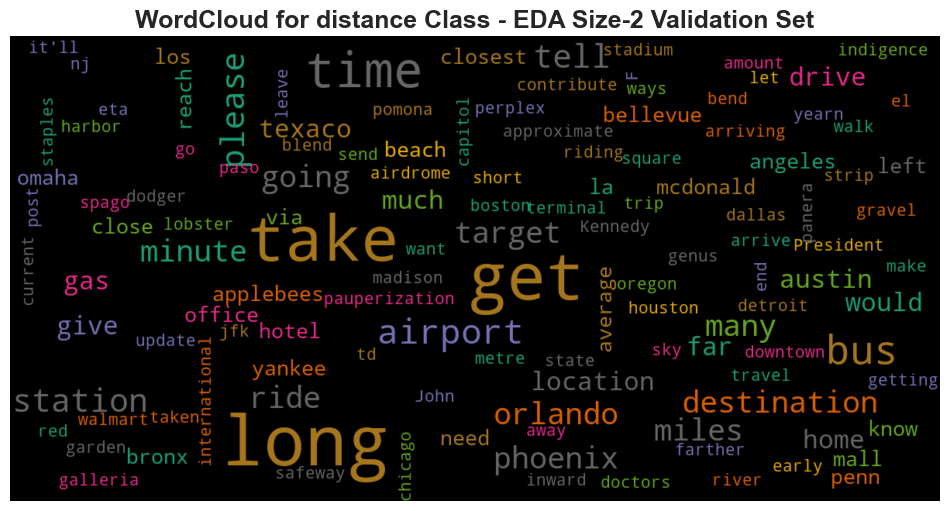 WordCloud for distance Class - EDA Size-2 Validation Set
it'll
nj
los
time
closest
tell
stadium
indigence
amount
let
drive
contribute
F
ways
reach
leave
please
eta
harbor
staples
pomona
texaco
blend
capitol
perplex
approximate
bellevue
bend
arriving
yearn
walk
el
go
paso
send
beach
riding
square
angeles
strip
left
omaha
post
spago
dodger
going
airdrome
short
la
mcdonald
much
boston
terminal
trip
Kennedy
dallas
panera
gravel
close
lobster
via
take
want
target
arrive
President
minute
current
gas
madison
get
genus
oregon
end
austin
make
applebees
pauperization
average
houston
detroit
would
office
give
update
jfk
hotel
airport
metre
many
far
sky
downtown
bus
international
yankee
td
state
travel
getting
station
ride
John
location
destination
walmart
taken
orlando
away
miles
home
know
red
garden
bronx
long
chicago
need
phoenix
farther
early
mall
galleria
safeway
inward
doctors
river
penn